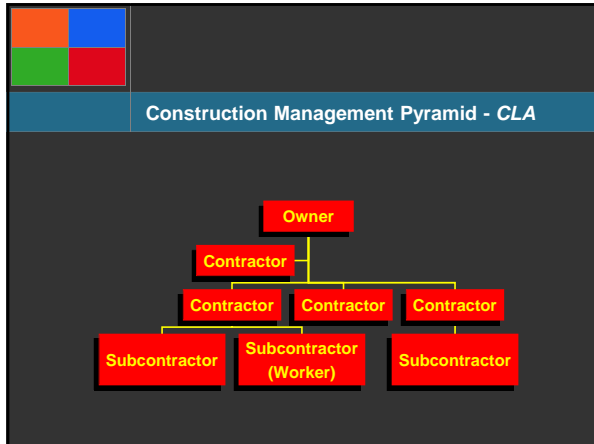 Construction Management Pyramid - CLA
Owner
Contractor
Contractor
Contractor
Contractor
Subcontractor
Subcontractor
(Worker)
Subcontractor